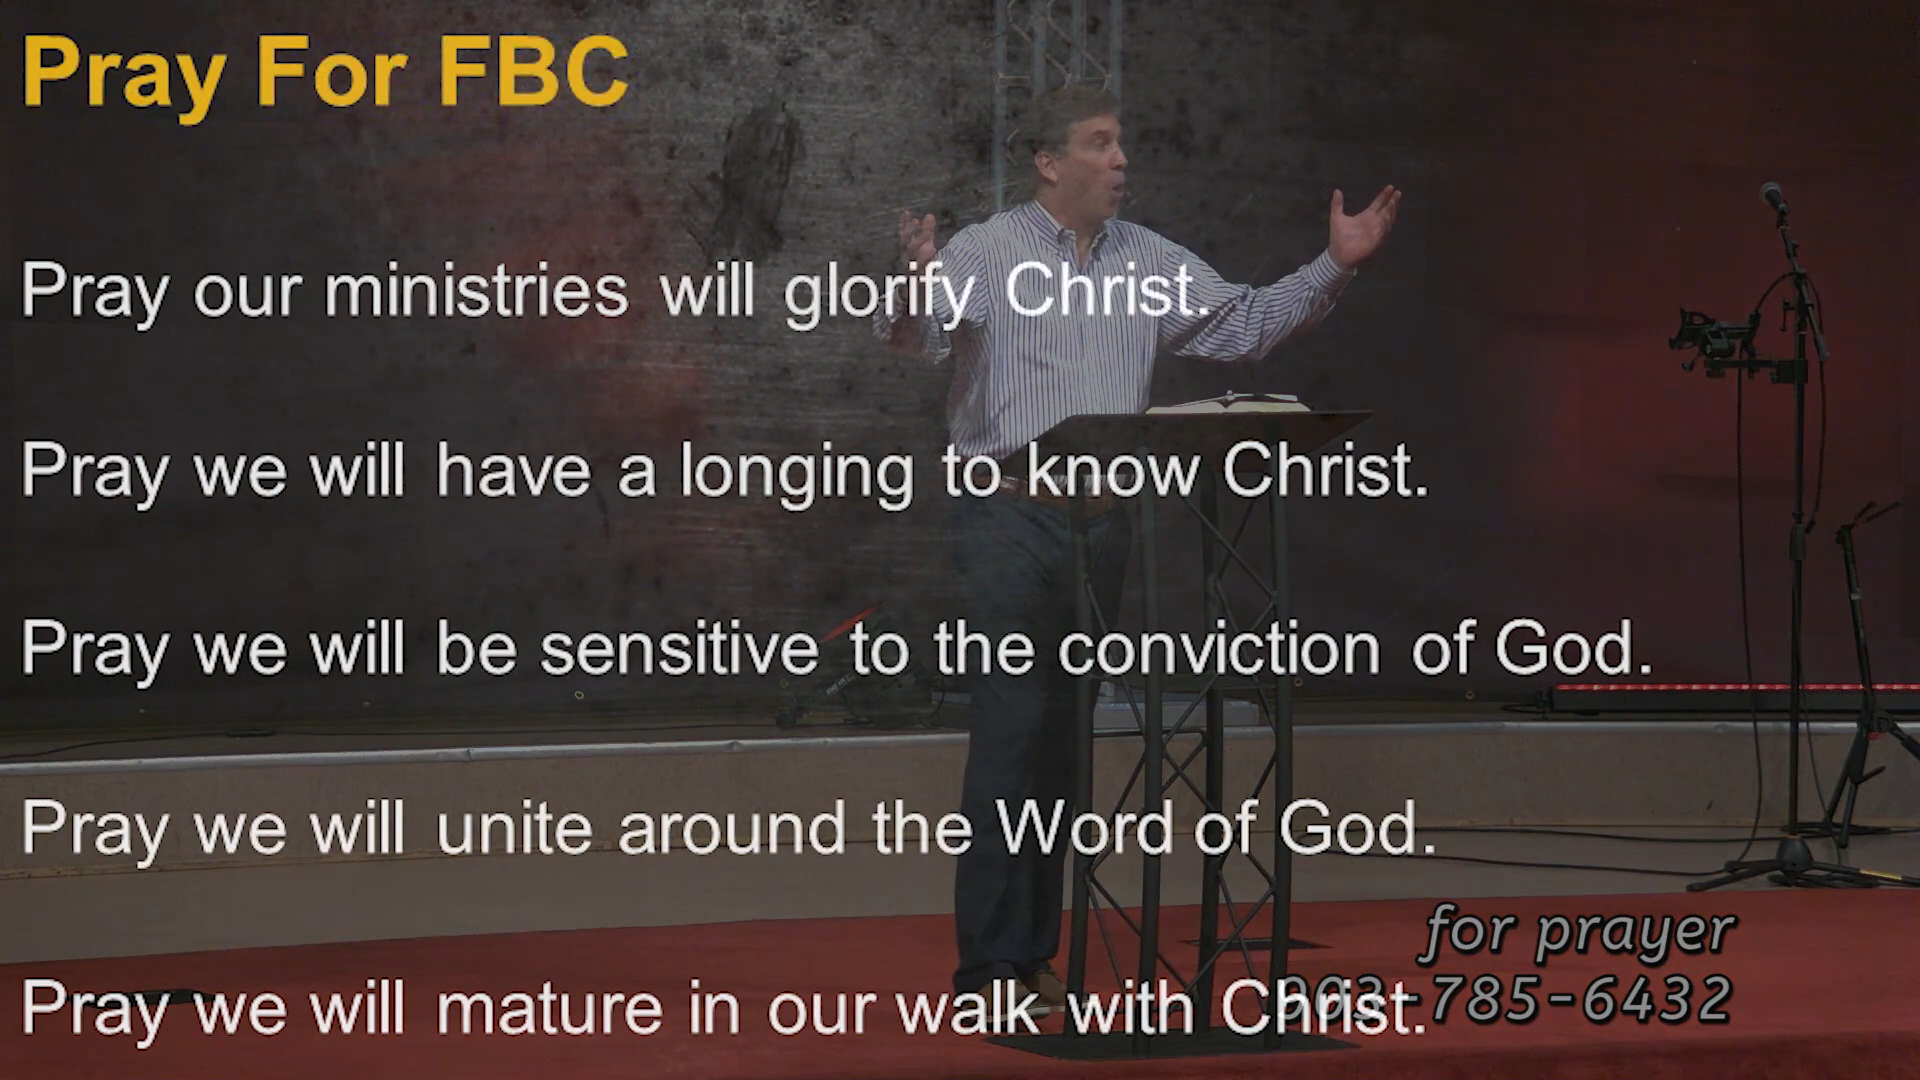 Pray For FBC
Pray our ministries will glorify Christ.
Pray we will have a longing to know Christ.
Pray we will be sensitive to the conviction of God.
Pray we will unite around the Word of God.
for prayer
903-785-6432
Pray we will mature in our walk with Christ.